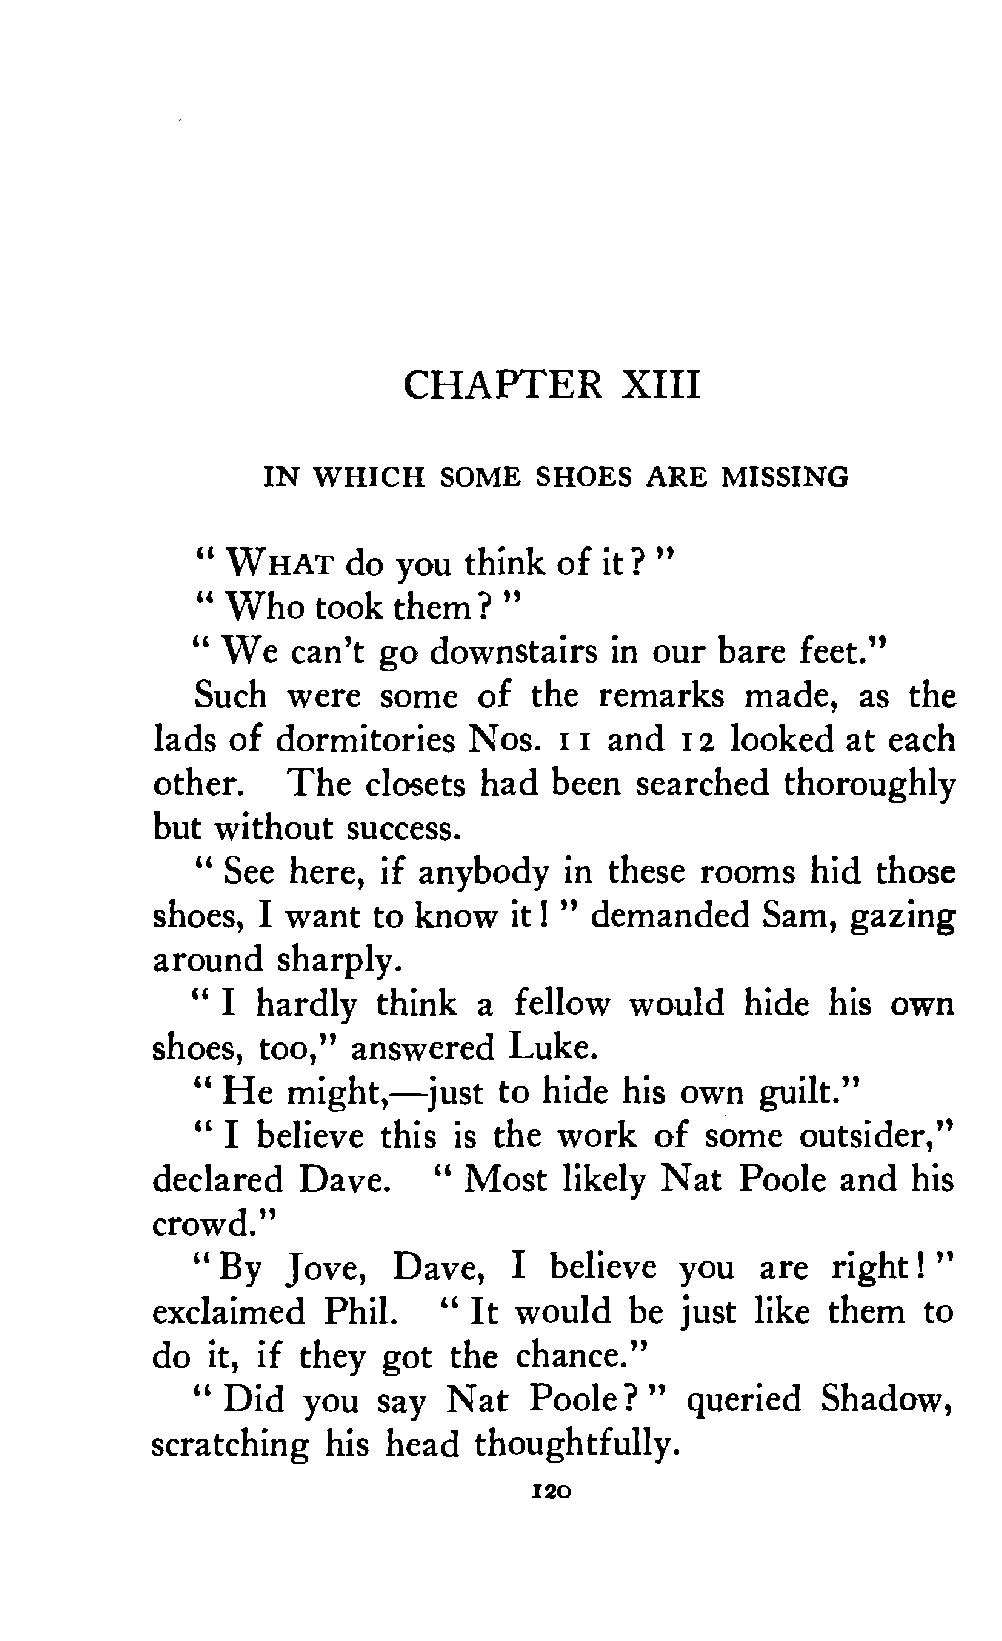 CHAPTER XIII
IN WHICH SOME SHOES ARE MISSING
" WHAT do you think of it? "
" Who took them? "
" We can't go downstairs in our bare feet."
Such were some of the remarks made, as the
lads of dormitories Nos. 11 and 12 looked at each
other. The closets had been searched thoroughly
but without success.
" See here, if anybody in these rooms hid those
shoes, I want to know it! " demanded Sam, gazing
around sharply.
" I hardly think a fellow would hide his own
shoes, too," answered Luke.
" He might,—just to hide his own guilt."
" I believe this is the work of some outsider,"
declared Dave. " Most likely Nat Poole and his
crowd."
" By Jove, Dave, I believe you are right! "
exclaimed Phil. " It would be just like them to
do it, if they got the chance."
" Did you say Nat Poole? " queried Shadow,
scratching his head thoughtfully.
120